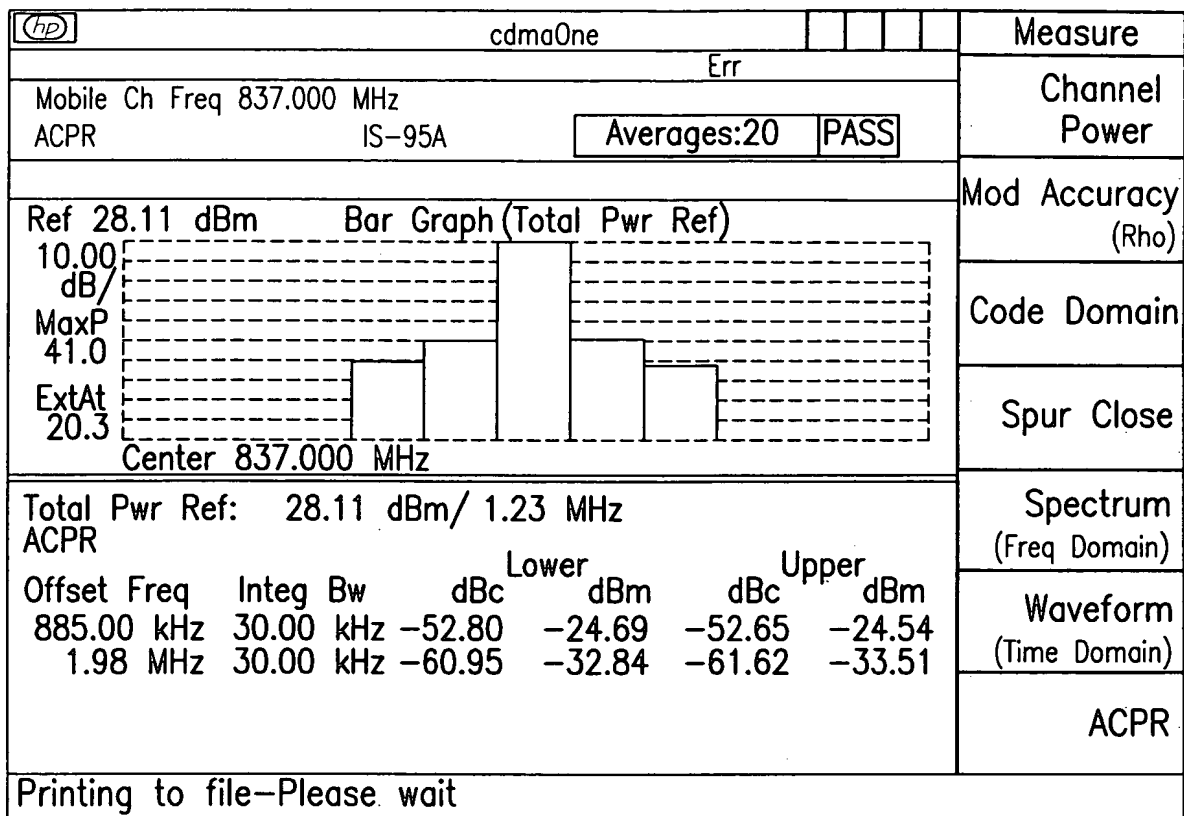 hp
cdmaOne
Err
Mobile Ch Freq 837.000 MHz
ACPR IS-95A Averages:20 PASS
Ref 28.11 dBm Bar Graph (Total Pwr Ref)
10.00
dB/
MaxP
41.0
ExtAt
20.3
Center 837.000 MHz
Total Pwr Ref: 28.11 dBm/ 1.23 MHz
ACPR
Lower Upper
Offset Freq Integ Bw dBc dBm dBc dBm
885.00 kHz 30.00 kHz -52.80 -24.69 -52.65 -24.54
1.98 MHz 30.00 kHz -60.95 -32.84 -61.62 -33.51
Printing to file-Please wait
Measure
Channel
Power
Mod Accuracy
(Rho)
Code Domain
Spur Close
Spectrum
(Freq Domain)
Waveform
(Time Domain)
ACPR